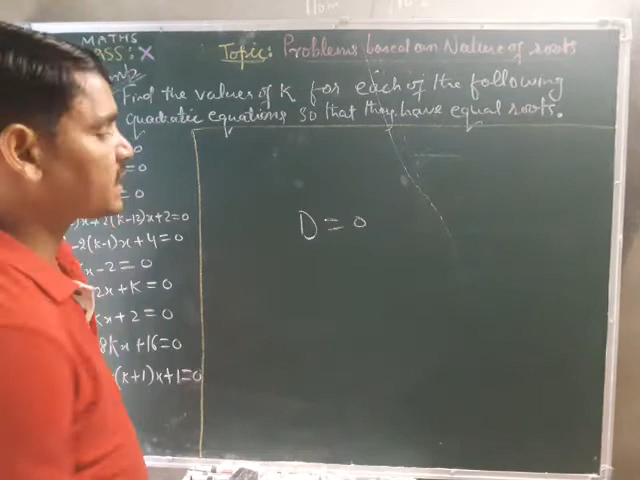 MATHS
Topic: Problems based on Nature of roots
Find the values of K for each of the following
quadratic equations so that they have equal roots.
0
=0
=0
)x+2(k-12)x+2=0
-2(k-1)x+4=0
x-2=0
2x+K=0
Kx+2=0
8Kx+16=0
(k+1)x+1=0
D=0